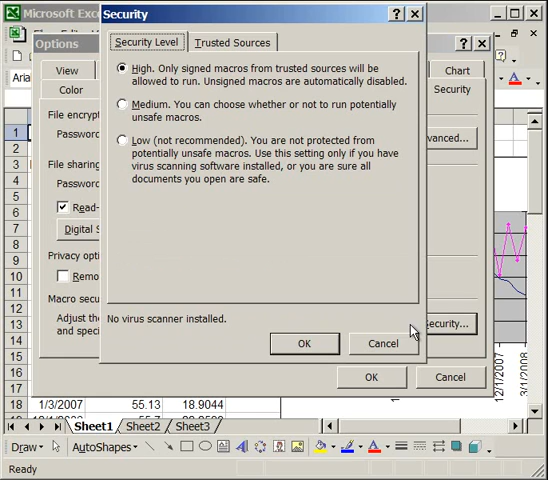 Microsoft Exce
Security
Options
Security Level
Trusted Sources
View
Chart
Color
Security
High. Only signed macros from trusted sources will be
allowed to run. Unsigned macros are automatically disabled.
Medium. You can choose whether or not to run potentially
unsafe macros.
Low (not recommended). You are not protected from
potentially unsafe macros. Use this setting only if you have
virus scanning software installed, or you are sure all
documents you open are safe.
Aria
File encryp
Password
vanced...
File sharing
Password
Read-
Digital S
Privacy optio
Remo
Macro secu
Adjust the
and speci
ecurity...
No virus scanner installed.
OK
Cancel
OK
Cancel
1
2
3
4
5
6
7
8
9
10
11
12
13
14
15
16
17
18 1/3/2007 55.13 18.9044
12/1/2007
3/1/2008
Sheet1
Sheet2
Sheet3
Draw
AutoShapes
Ready